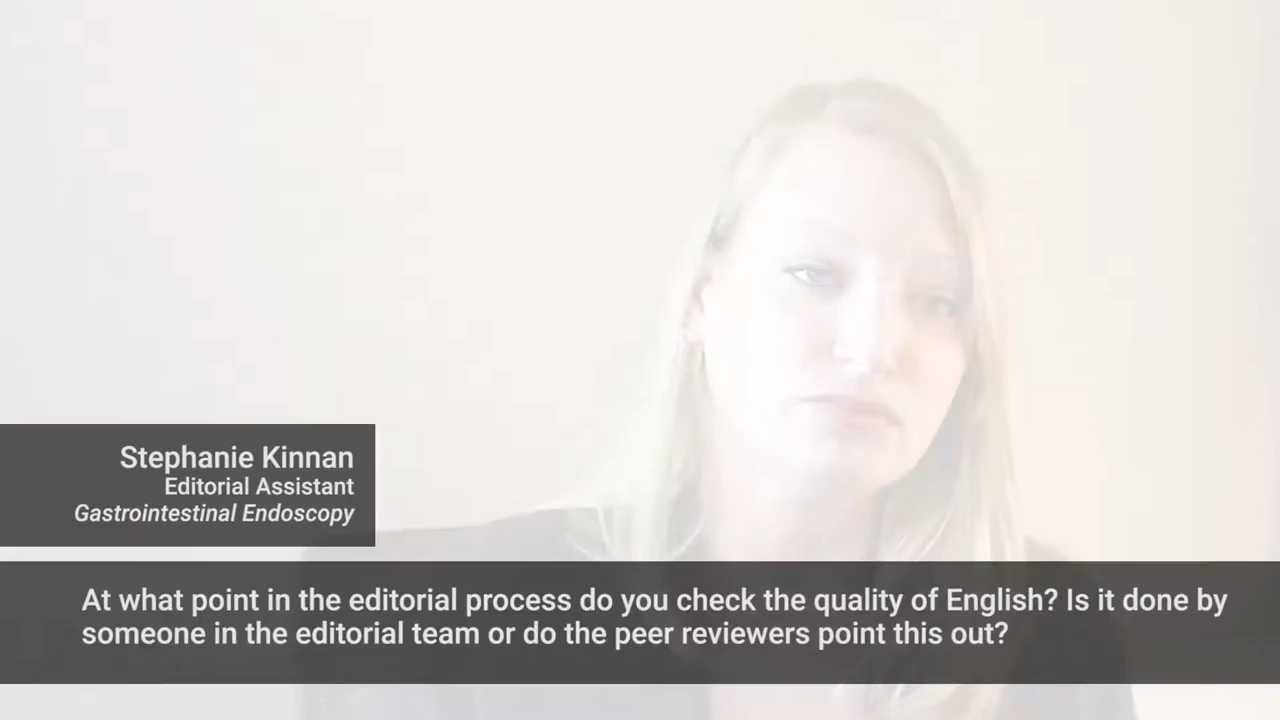 Stephanie Kinnan
Editorial Assistant
Gastrointestinal Endoscopy
At what point in the editorial process do you check the quality of English? Is it done by
someone in the editorial team or do the peer reviewers point this out?